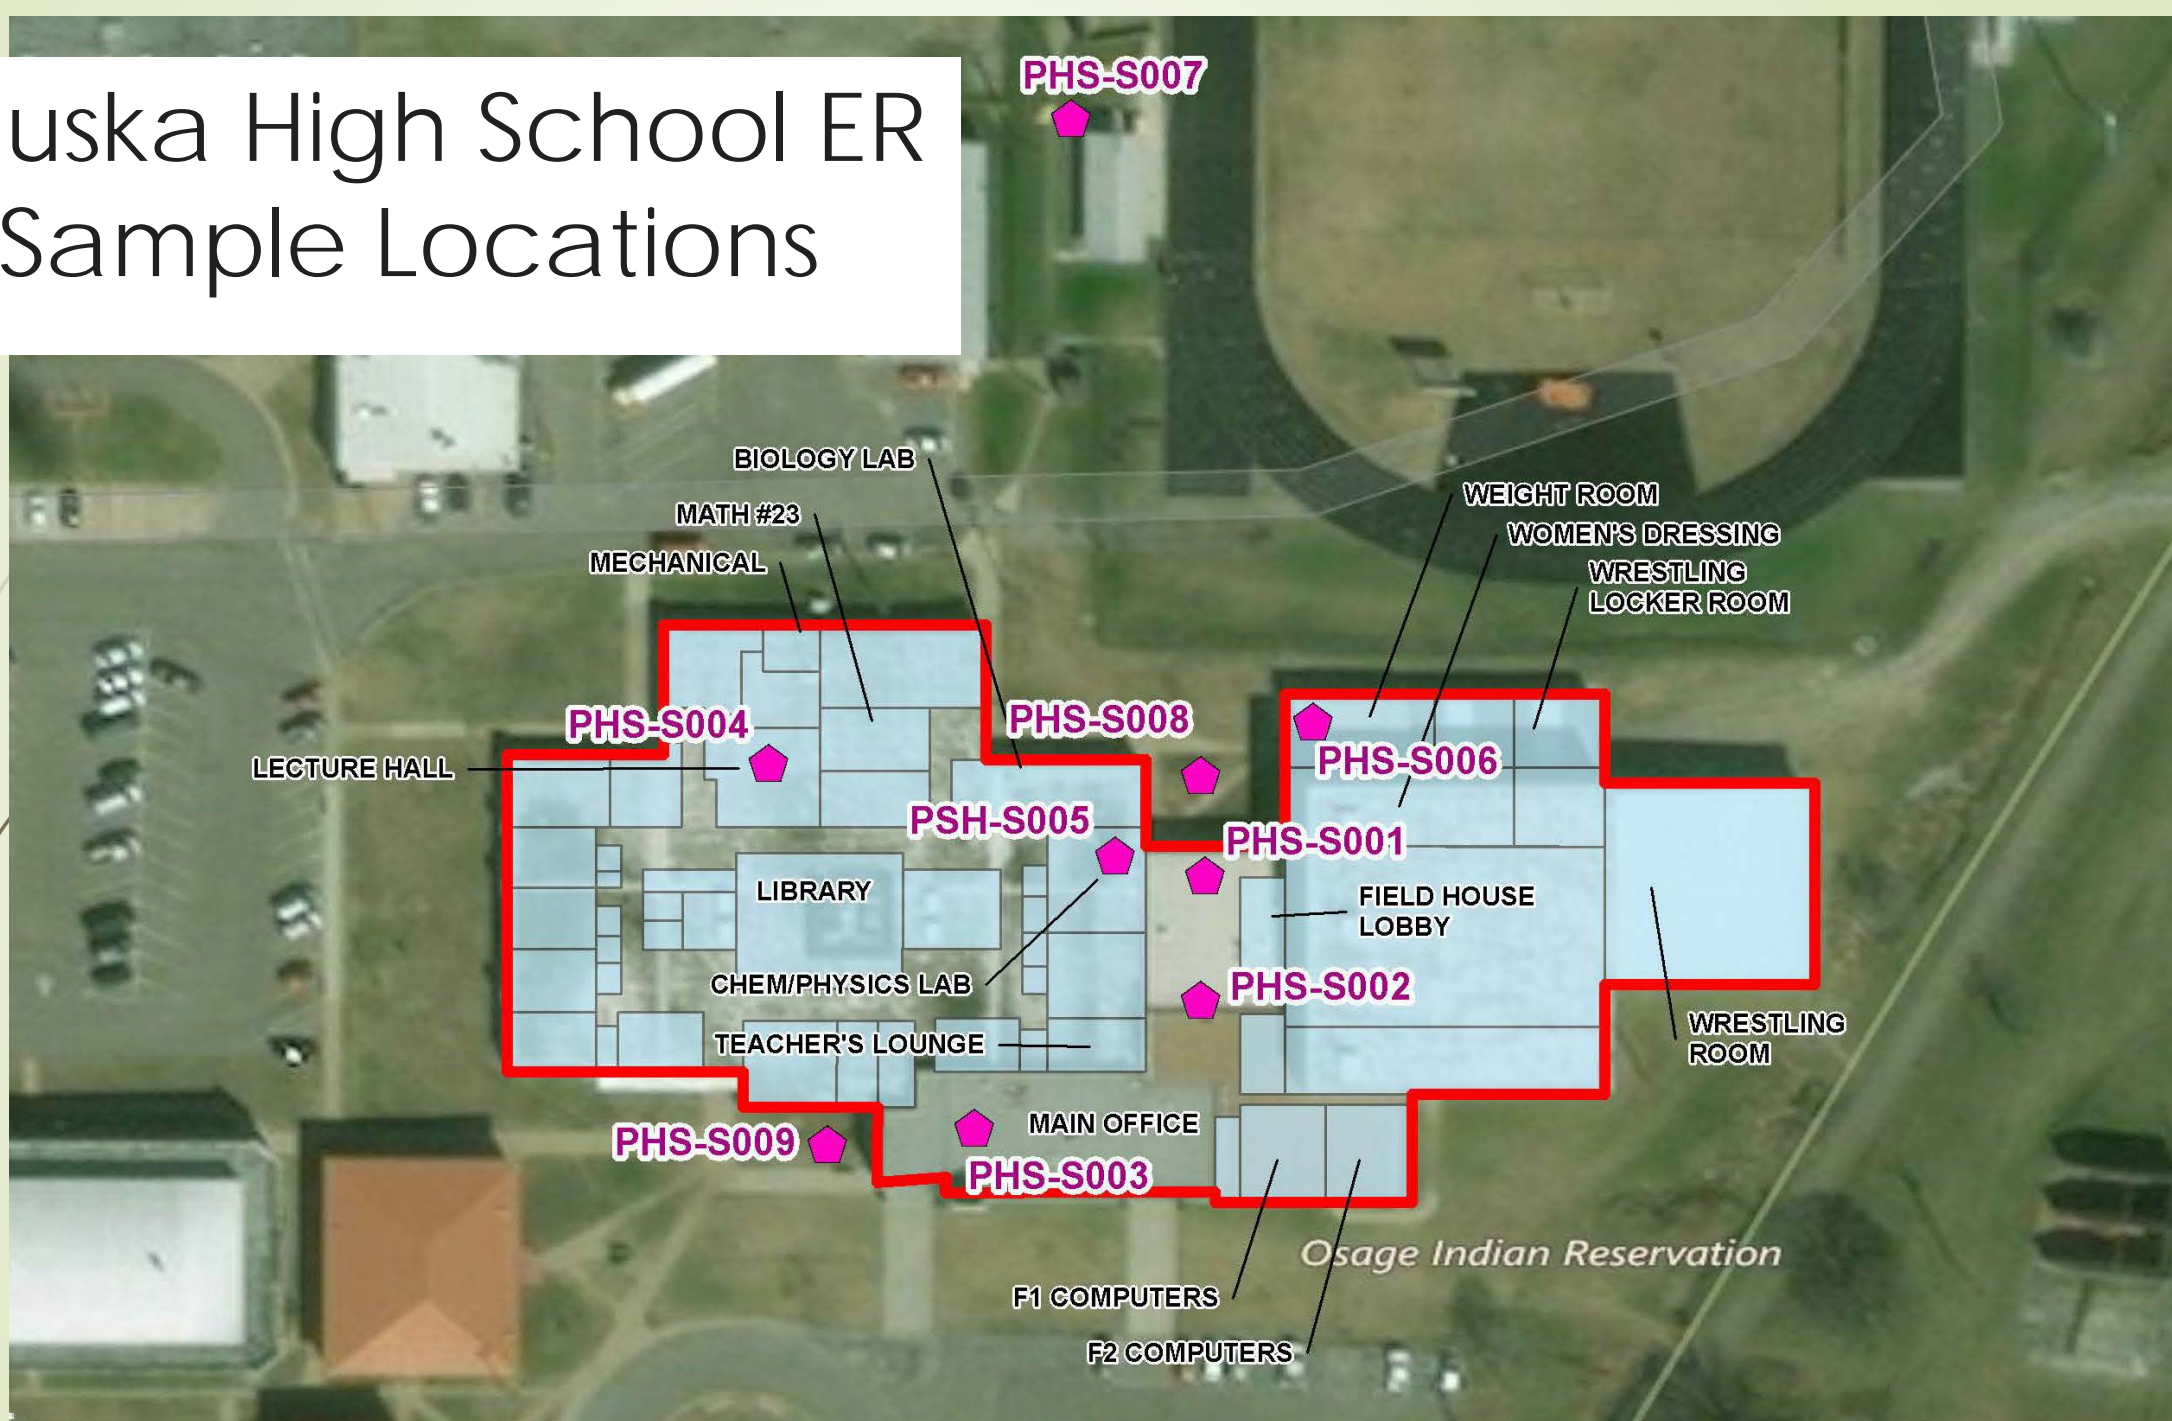 uska High School ER
Sample Locations
PHS-S007
BIOLOGY LAB
MATH #23
MECHANICAL
WEIGHT ROOM
WOMEN'S DRESSING
WRESTLING
LOCKER ROOM
PHS-S004
PHS-S008
PHS-S006
LECTURE HALL
PSH-S005
PHS-S001
LIBRARY
FIELD HOUSE
LOBBY
CHEM/PHYSICS LAB
PHS-S002
TEACHER'S LOUNGE
WRESTLING
ROOM
MAIN OFFICE
PHS-S009
PHS-S003
Osage Indian Reservation
F1 COMPUTERS
F2 COMPUTERS